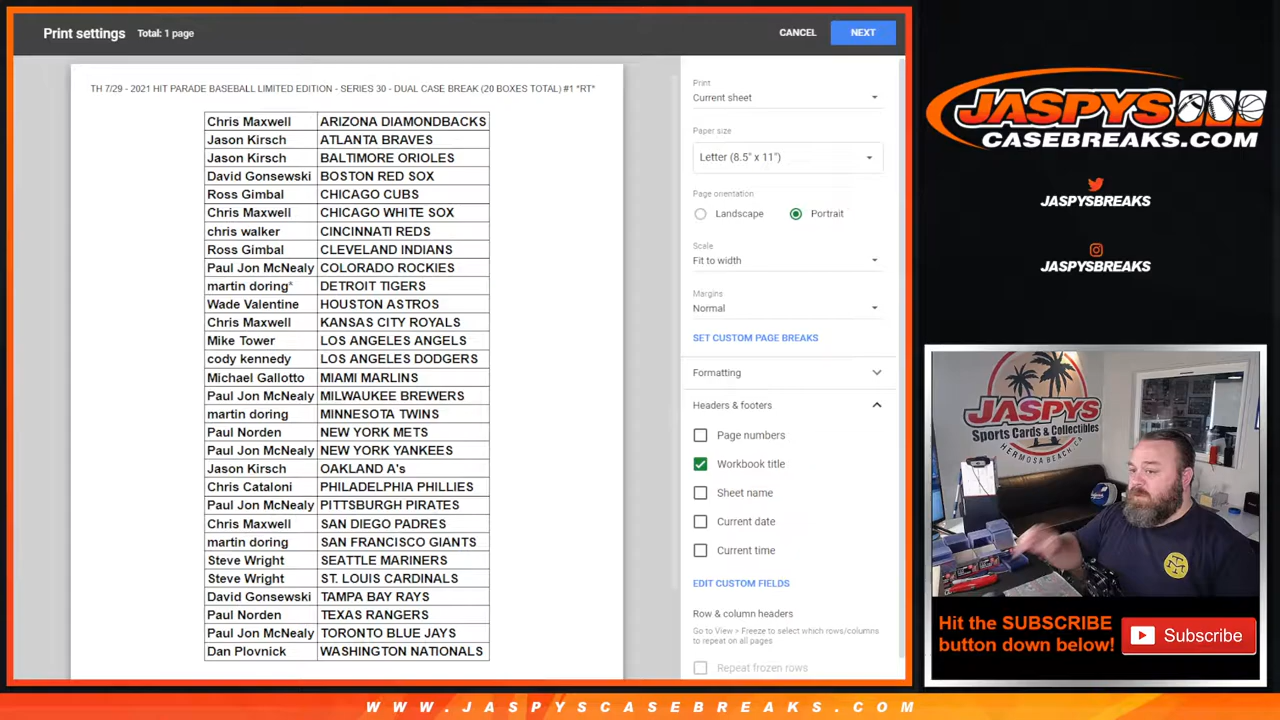 Print settings Total: 1 page CANCEL NEXT
TH 7/29 - 2021 HIT PARADE BASEBALL LIMITED EDITION - SERIES 30 - DUAL CASE BREAK (20 BOXES TOTAL) #1 *RT*
Chris Maxwell ARIZONA DIAMONDBACKS
Jason Kirsch ATLANTA BRAVES
Jason Kirsch BALTIMORE ORIOLES
David Gonsewski BOSTON RED SOX
Ross Gimbal CHICAGO CUBS
Chris Maxwell CHICAGO WHITE SOX
chris walker CINCINNATI REDS
Ross Gimbal CLEVELAND INDIANS
Paul Jon McNealy COLORADO ROCKIES
martin doring* DETROIT TIGERS
Wade Valentine HOUSTON ASTROS
Chris Maxwell KANSAS CITY ROYALS
Mike Tower LOS ANGELES ANGELS
cody kennedy LOS ANGELES DODGERS
Michael Gallotto MIAMI MARLINS
Paul Jon McNealy MILWAUKEE BREWERS
martin doring MINNESOTA TWINS
Paul Norden NEW YORK METS
Paul Jon McNealy NEW YORK YANKEES
Jason Kirsch OAKLAND A's
Chris Cataloni PHILADELPHIA PHILLIES
Paul Jon McNealy PITTSBURGH PIRATES
Chris Maxwell SAN DIEGO PADRES
martin doring SAN FRANCISCO GIANTS
Steve Wright SEATTLE MARINERS
Steve Wright ST. LOUIS CARDINALS
David Gonsewski TAMPA BAY RAYS
Paul Norden TEXAS RANGERS
Paul Jon McNealy TORONTO BLUE JAYS
Dan Plovnick WASHINGTON NATIONALS
Print
Current sheet
Paper size
Letter (8.5" x 11")
Page orientation
Landscape Portrait
Scale
Fit to width
Margins
Normal
SET CUSTOM PAGE BREAKS
Formatting
Headers & footers
Page numbers
Workbook title
Sheet name
Current date
Current time
EDIT CUSTOM FIELDS
Row & column headers
Go to View > Freeze to select which rows/columns
to repeat on all pages
Repeat frozen rows
JASPYS
CASEBREAKS.COM
JASPYSBREAKS
JASPYSBREAKS
JASPYS
Sports Cards & Collectibles
HERMOSA BEACH, CA
Hit the SUBSCRIBE
button down below!
Subscribe
WWW.JASPYSCASEBREAKS.COM